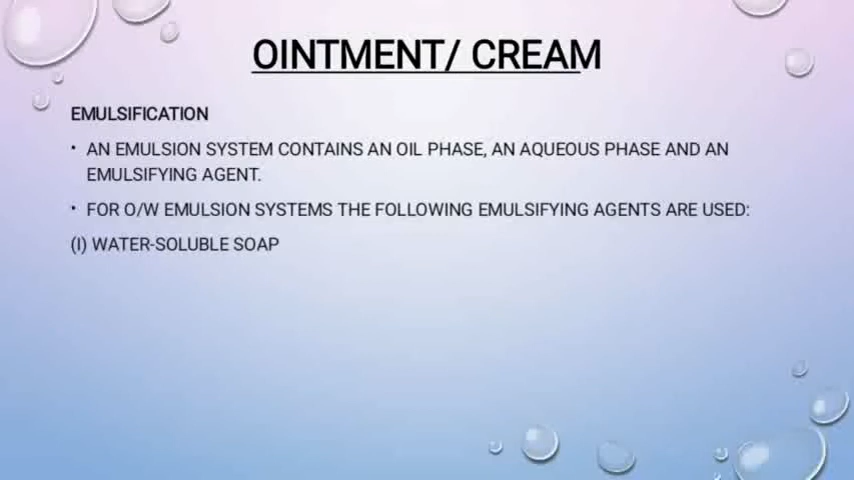 OINTMENT/ CREAM
EMULSIFICATION
• AN EMULSION SYSTEM CONTAINS AN OIL PHASE, AN AQUEOUS PHASE AND AN
EMULSIFYING AGENT.
• FOR O/W EMULSION SYSTEMS THE FOLLOWING EMULSIFYING AGENTS ARE USED:
(I) WATER-SOLUBLE SOAP